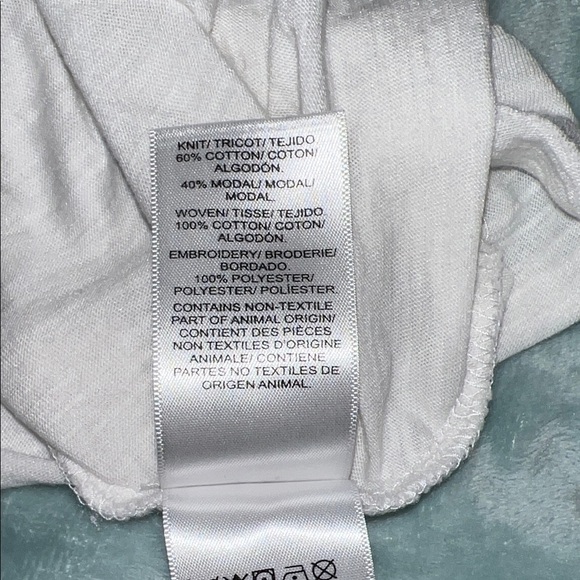 KNIT/ TRICOT/ TEJIDO
60% COTTON/ COTON/
ALGODÓN.
40% MODAL/ MODAL/
MODAL.
WOVEN/ TISSE/ TEJIDO.
100% COTTON/ COTON/
ALGODÓN.
EMBROIDERY/ BRODERIE/
BORDADO.
100% POLYESTER/
POLYESTER/ POLÍESTER.
CONTAINS NON-TEXTILE
PART OF ANIMAL ORIGIN/
CONTIENT DES PIÈCES
NON TEXTILES D'ORIGINE
ANIMALE/ CONTIENE
PARTES NO TEXTILES DE
ORIGEN ANIMAL.